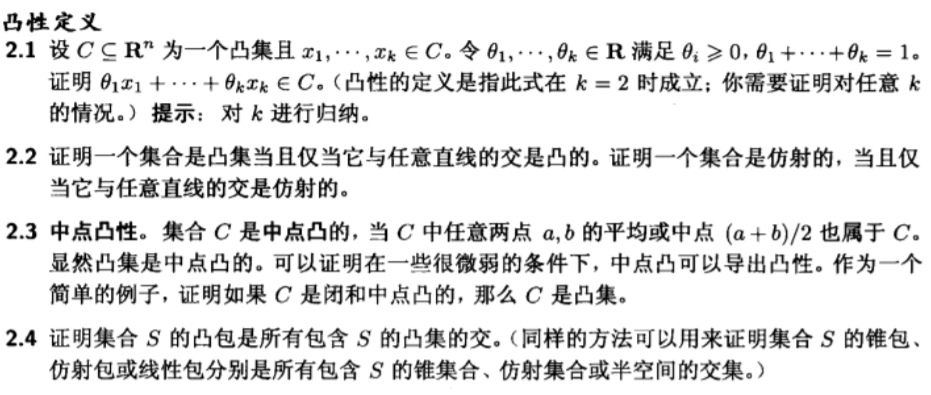 凸性定义
2.1 设 C ⊆ Rⁿ 为一个凸集且 x₁, ⋯, xₖ ∈ C。令 θ₁, ⋯, θₖ ∈ R 满足 θᵢ ⩾ 0, θ₁ + ⋯ + θₖ = 1。
证明 θ₁x₁ + ⋯ + θₖxₖ ∈ C。(凸性的定义是指此式在 k = 2 时成立; 你需要证明对任意 k
的情况。) 提示: 对 k 进行归纳。
2.2 证明一个集合是凸集当且仅当它与任意直线的交是凸的。证明一个集合是仿射的, 当且仅
当它与任意直线的交是仿射的。
2.3 中点凸性。集合 C 是中点凸的, 当 C 中任意两点 a, b 的平均或中点 (a + b)/2 也属于 C。
显然凸集是中点凸的。可以证明在一些很微弱的条件下, 中点凸可以导出凸性。作为一个
简单的例子, 证明如果 C 是闭和中点凸的, 那么 C 是凸集。
2.4 证明集合 S 的凸包是所有包含 S 的凸集的交。(同样的方法可以用来证明集合 S 的锥包、
仿射包或线性包分别是所有包含 S 的锥集合、仿射集合或半空间的交集。)